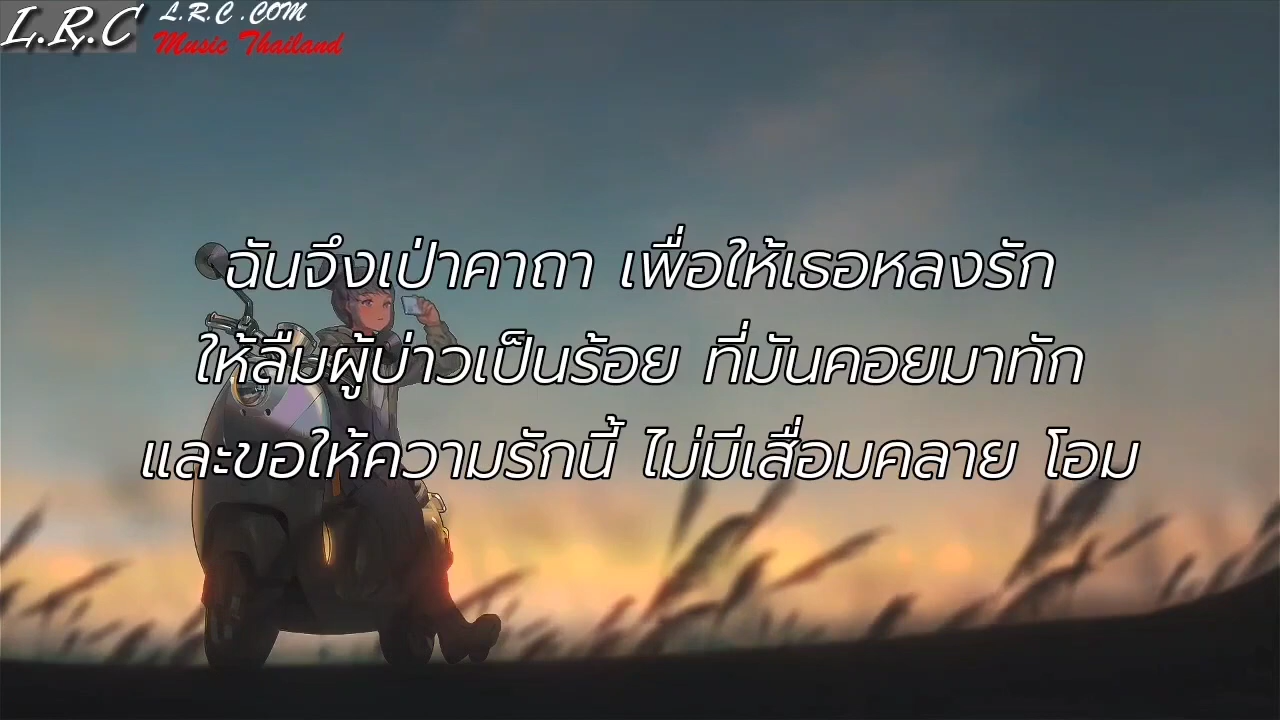 L.R.C
L.R.C .COM
Music Thailand
ฉันจึงเป่าคาถา เพื่อให้เธอหลงรัก
ให้ลืมผู้บ่าวเป็นร้อย ที่มันคอยมาทัก
และขอให้ความรักนี้ ไม่มีเสื่อมคลาย โอม